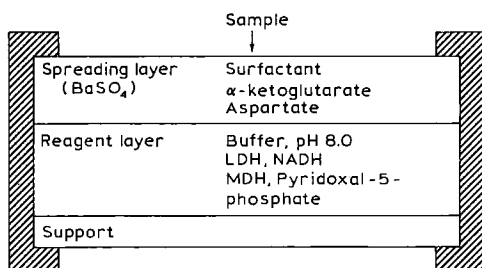 Sample
Spreading layer Surfactant
(BaSO₄) α-ketoglutarate
Aspartate
Reagent layer Buffer, pH 8.0
LDH, NADH
MDH, Pyridoxal-5-
phosphate
Support